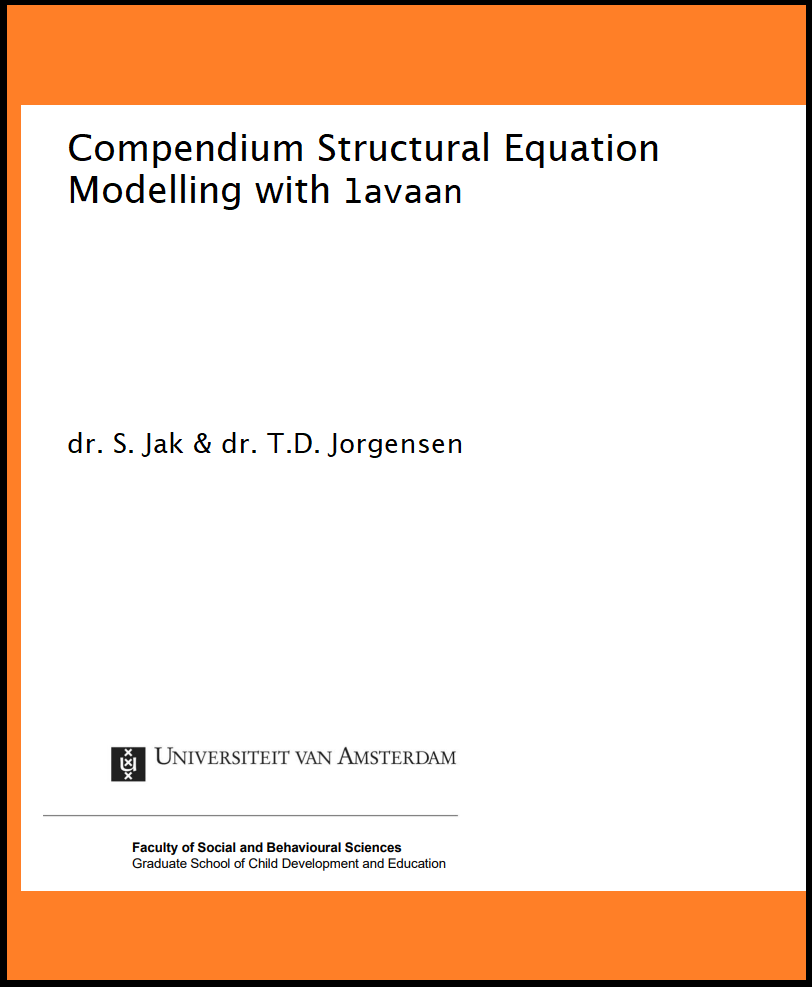 Compendium Structural Equation
Modelling with lavaan
dr. S. Jak & dr. T.D. Jorgensen
UNIVERSITEIT VAN AMSTERDAM
Faculty of Social and Behavioural Sciences
Graduate School of Child Development and Education